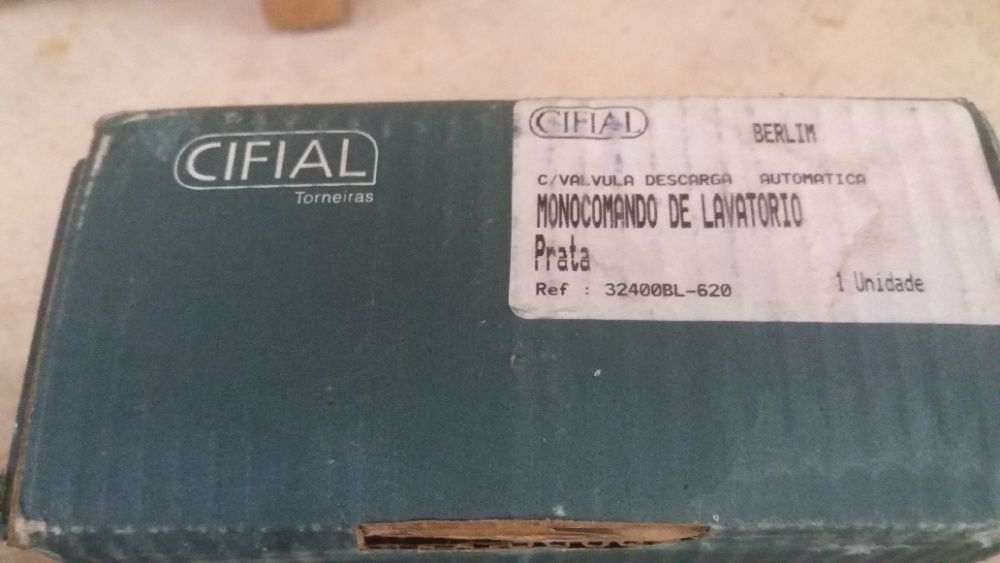 CIFIAL
Torneiras
CIFIAL
BERLIM
C/VALVULA DESCARGA AUTOMATICA
MONOCOMANDO DE LAVATORIO
Prata
Ref : 32400BL-620
1 Unidade